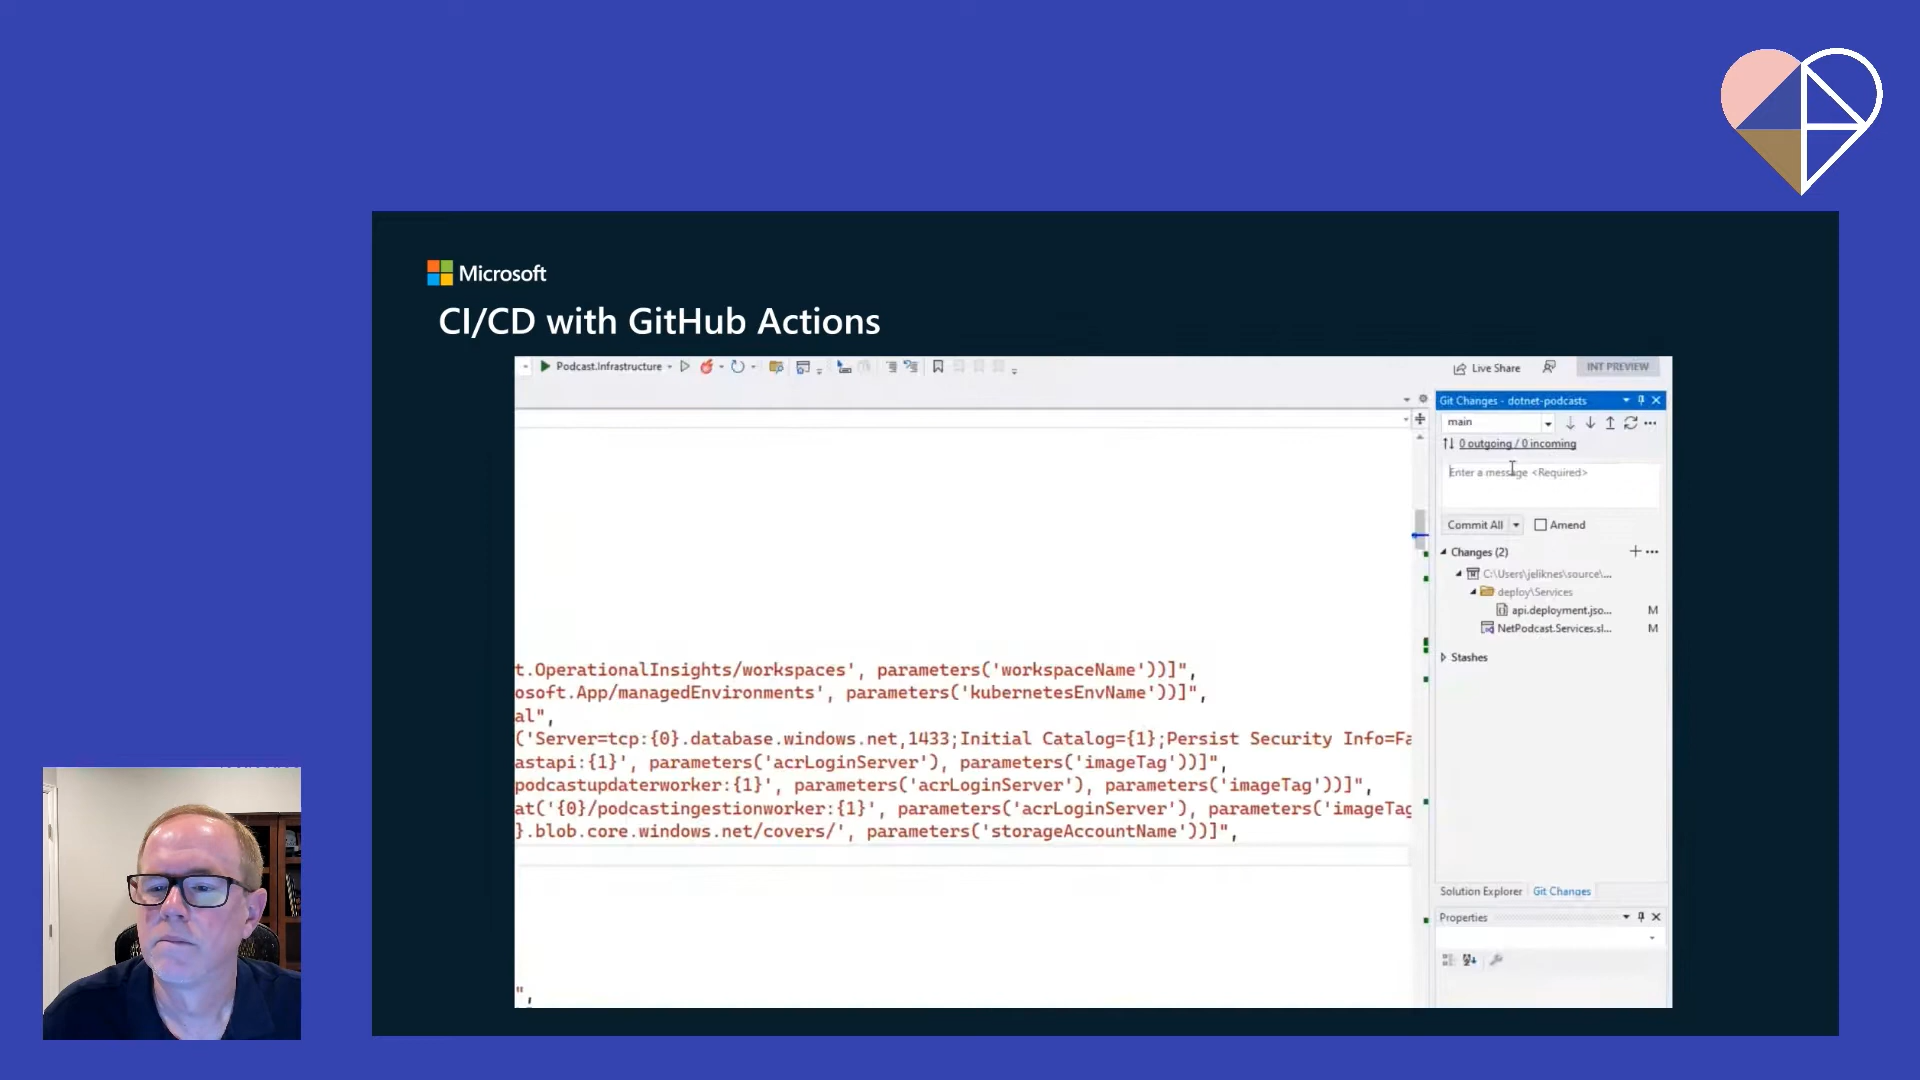 Microsoft
CI/CD with GitHub Actions
Podcast.Infrastructure
Live Share
INT PREVIEW
Git Changes - dotnet-podcasts
main
0 outgoing / 0 incoming
Enter a message <Required>
Commit All
Amend
Changes (2)
C:\Users\jeliknes\source\...
deploy\Services
api.deployment.jso... M
NetPodcast.Services.sl... M
Stashes
t.OperationalInsights/workspaces', parameters('workspaceName'))]",
osoft.App/managedEnvironments', parameters('kubernetesEnvName'))]",
al",
('Server=tcp:{0}.database.windows.net,1433;Initial Catalog={1};Persist Security Info=Fa
astapi:{1}', parameters('acrLoginServer'), parameters('imageTag'))]",
podcastupdaterworker:{1}', parameters('acrLoginServer'), parameters('imageTag'))]",
at('{0}/podcastingestionworker:{1}', parameters('acrLoginServer'), parameters('imageTag
}.blob.core.windows.net/covers/', parameters('storageAccountName'))]",
",
Solution Explorer Git Changes
Properties